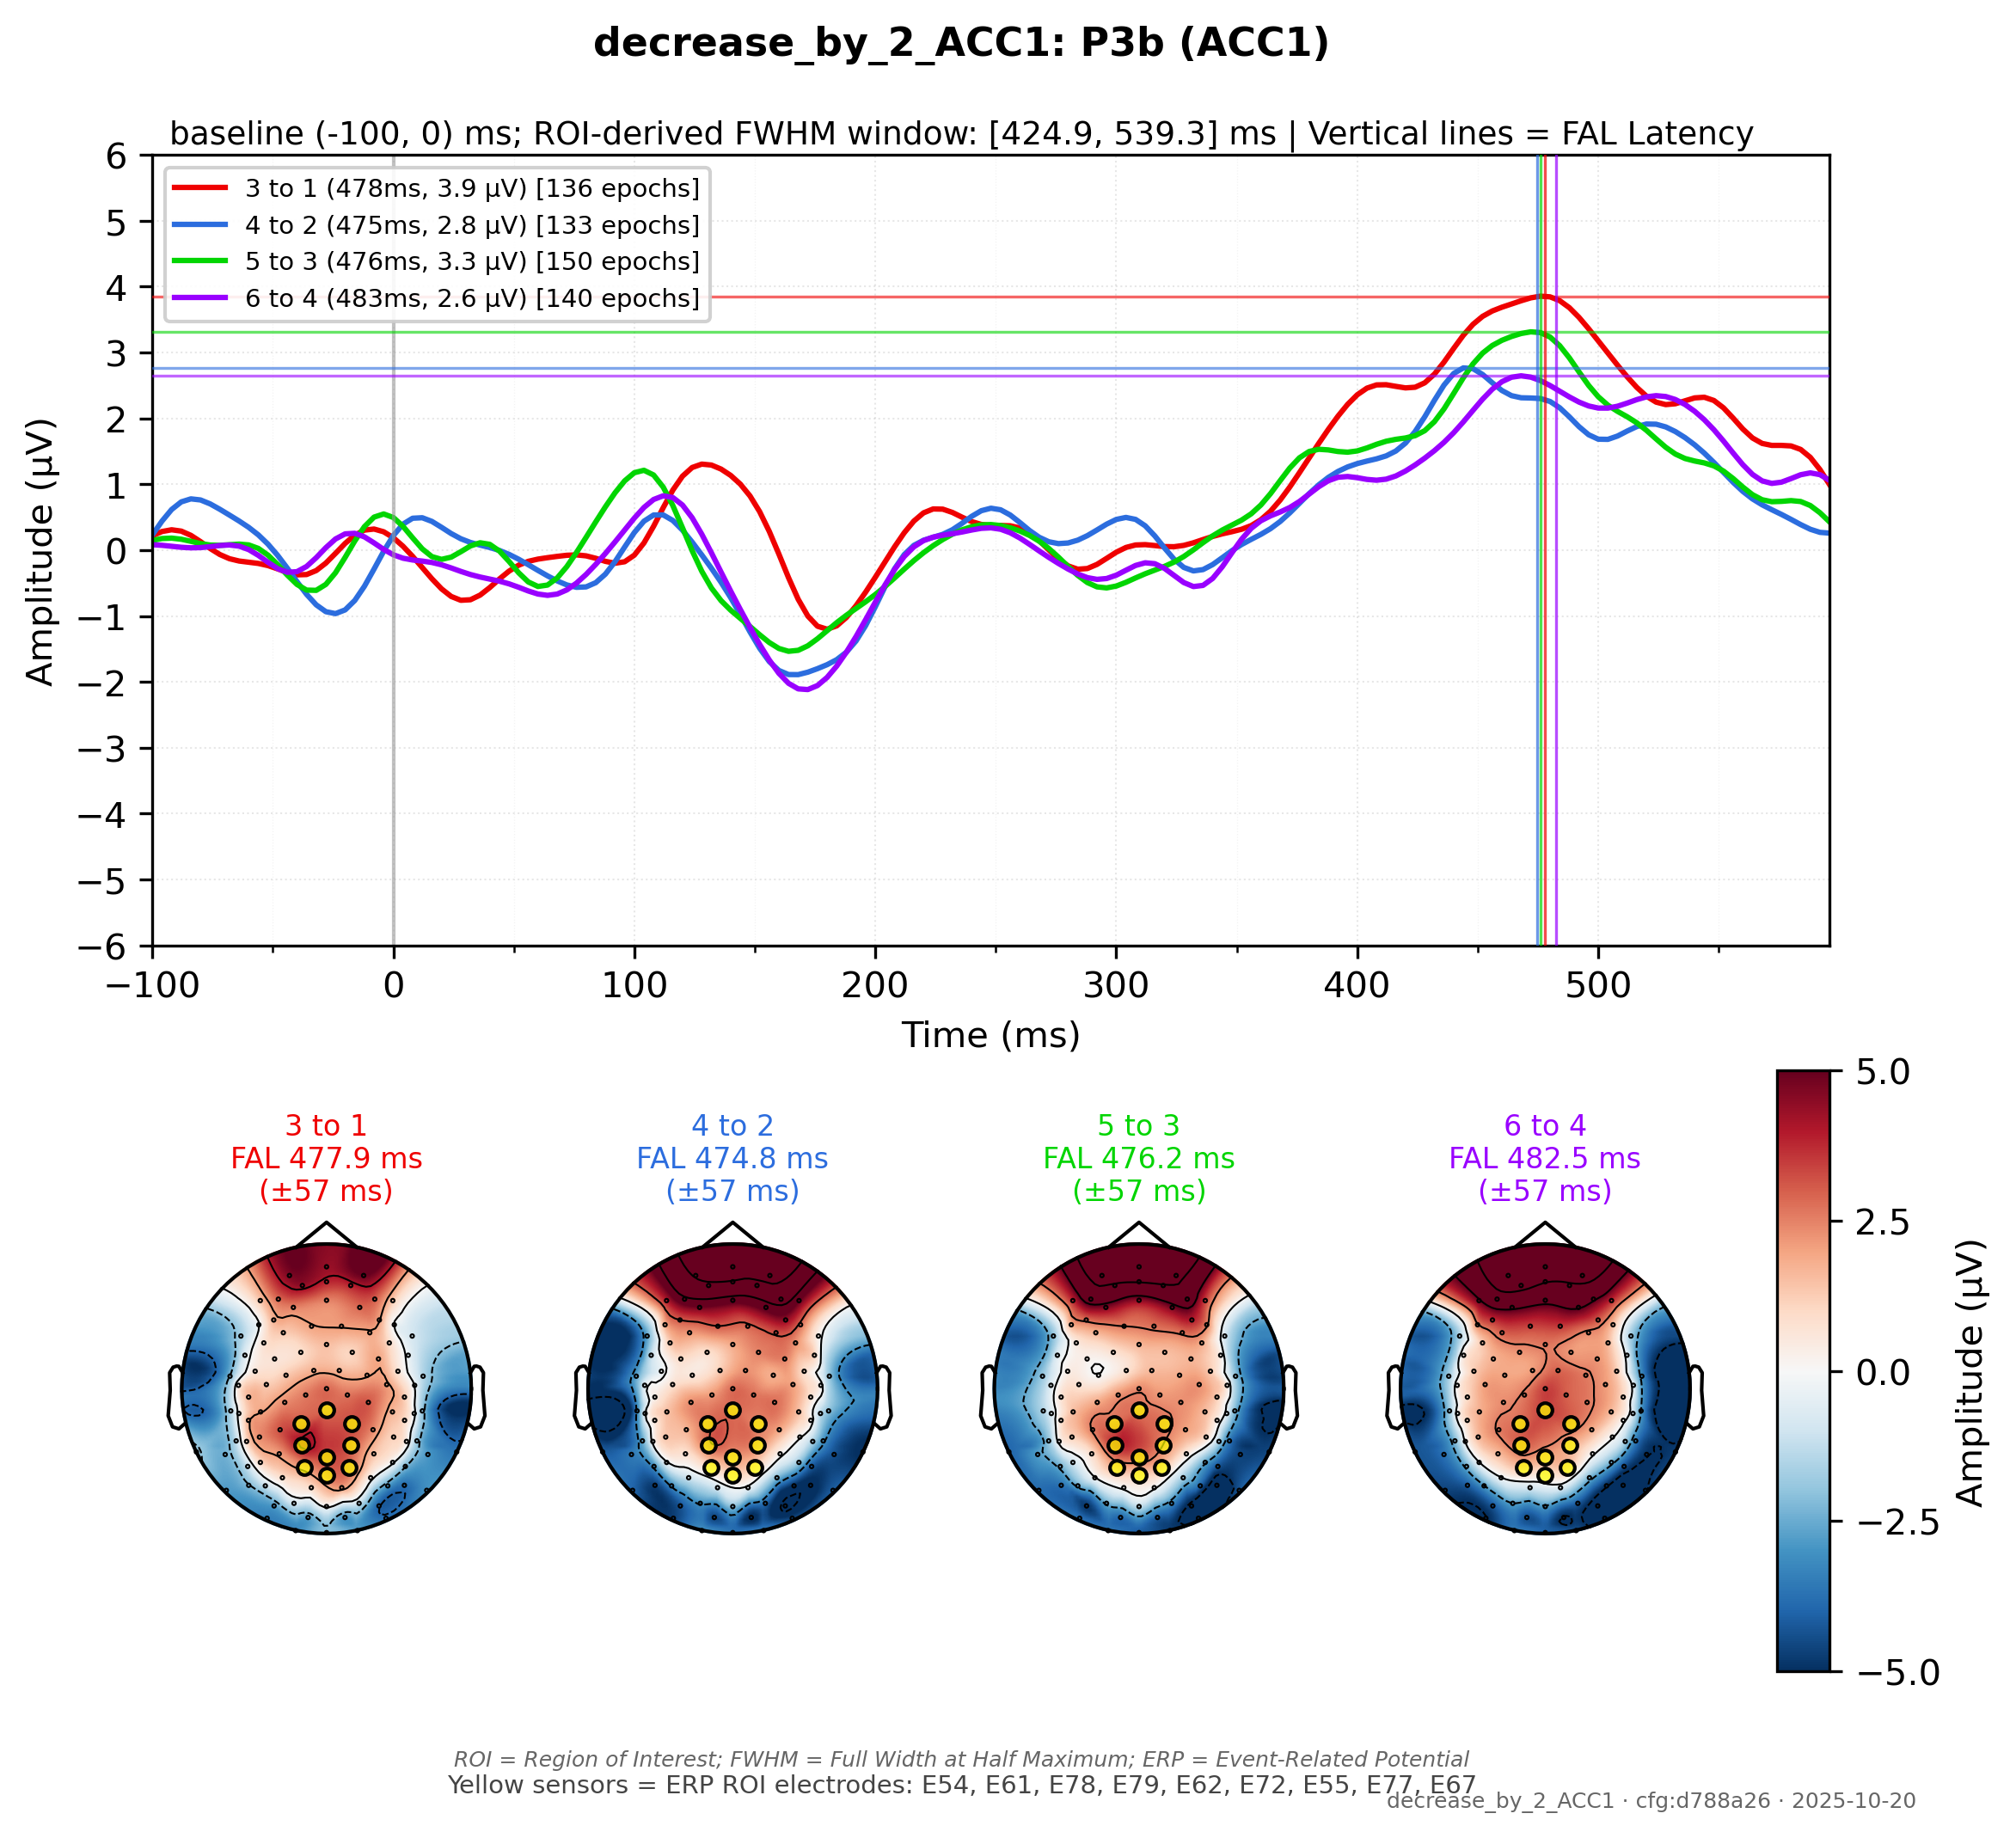 decrease_by_2_ACC1: P3b (ACC1)
baseline (-100, 0) ms; ROI-derived FWHM window: [424.9, 539.3] ms | Vertical lines = FAL Latency
3 to 1 (478ms, 3.9 µV) [136 epochs]
4 to 2 (475ms, 2.8 µV) [133 epochs]
5 to 3 (476ms, 3.3 µV) [150 epochs]
6 to 4 (483ms, 2.6 µV) [140 epochs]
6
5
4
3
2
1
0
−1
−2
−3
−4
−5
−6
Amplitude (µV)
−100 0 100 200 300 400 500
Time (ms)
3 to 1
FAL 477.9 ms
(±57 ms)
4 to 2
FAL 474.8 ms
(±57 ms)
5 to 3
FAL 476.2 ms
(±57 ms)
6 to 4
FAL 482.5 ms
(±57 ms)
5.0
2.5
0.0
−2.5
−5.0
Amplitude (µV)
ROI = Region of Interest; FWHM = Full Width at Half Maximum; ERP = Event-Related Potential
Yellow sensors = ERP ROI electrodes: E54, E61, E78, E79, E62, E72, E55, E77, E67
decrease_by_2_ACC1 · cfg:d788a26 · 2025-10-20